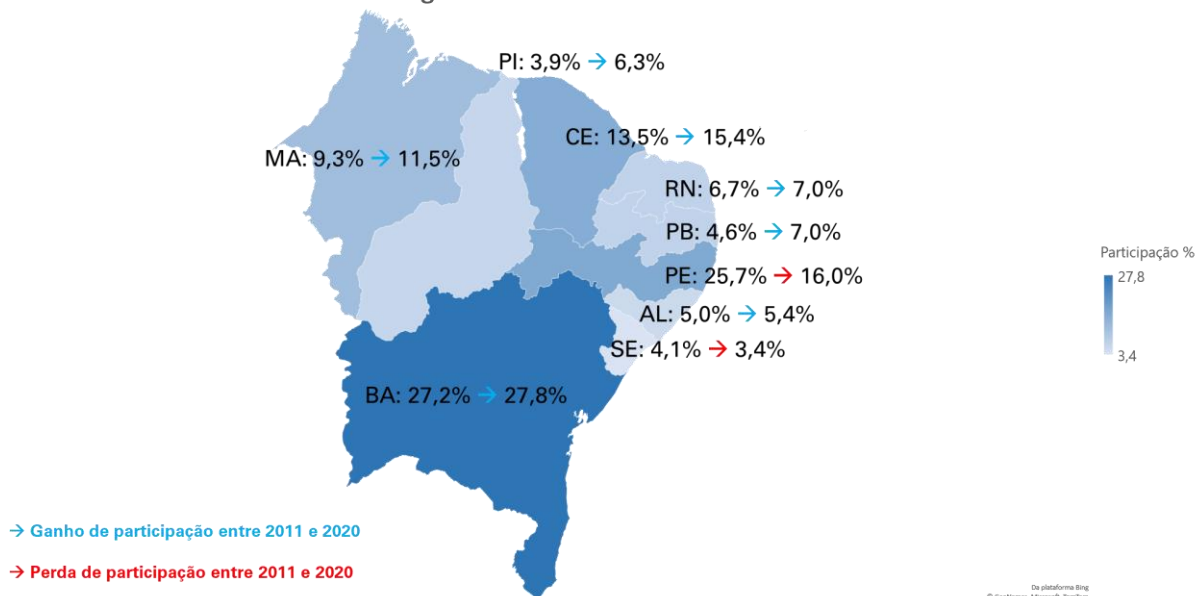 PI: 3,9% → 6,3%
CE: 13,5% → 15,4%
MA: 9,3% → 11,5%
RN: 6,7% → 7,0%
PB: 4,6% → 7,0%
PE: 25,7% → 16,0%
AL: 5,0% → 5,4%
SE: 4,1% → 3,4%
BA: 27,2% → 27,8%
Participação %
27,8
3,4
→ Ganho de participação entre 2011 e 2020
→ Perda de participação entre 2011 e 2020
Da plataforma Bing